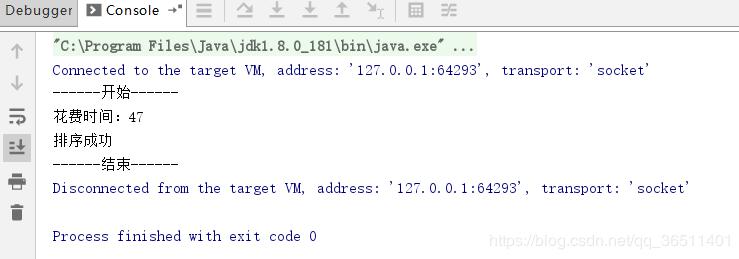 Debugger
Console
"C:\Program Files\Java\jdk1.8.0_181\bin\java.exe" ...
Connected to the target VM, address: '127.0.0.1:64293', transport: 'socket'
------开始------
花费时间：47
排序成功
------结束------
Disconnected from the target VM, address: '127.0.0.1:64293', transport: 'socket'
Process finished with exit code 0
https://blog.csdn.net/qq_36511401